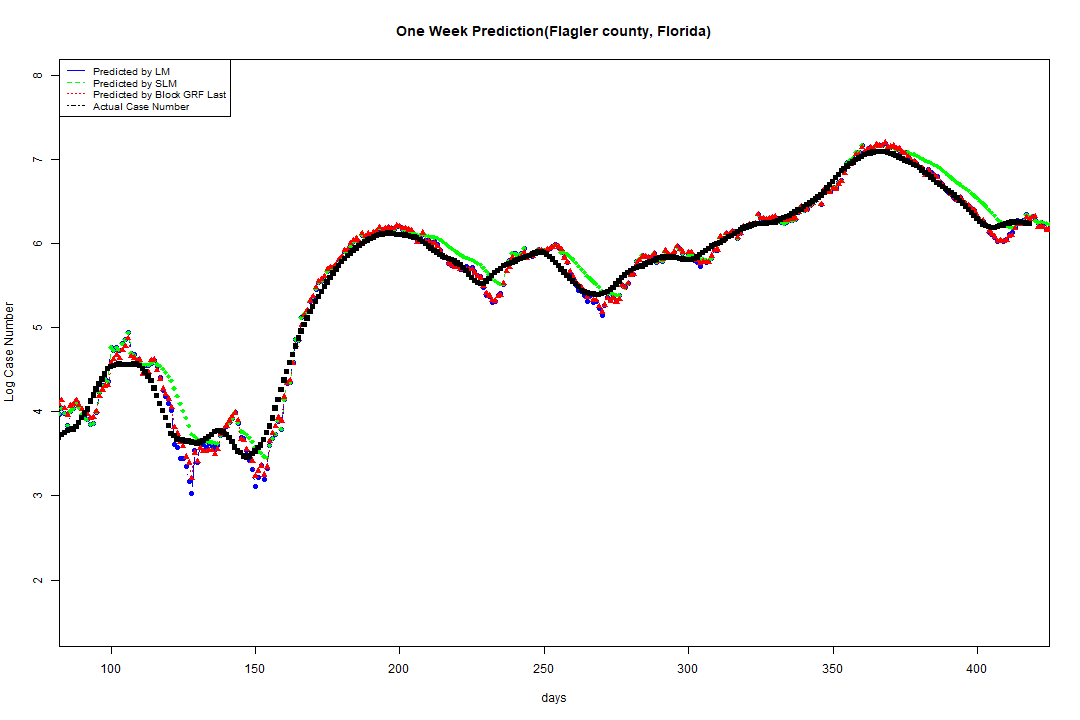 One Week Prediction(Flagler county, Florida)
Predicted by LM
Predicted by SLM
Predicted by Block GRF Last
Actual Case Number
8
7
6
5
4
3
2
Log Case Number
100 150 200 250 300 350 400
days